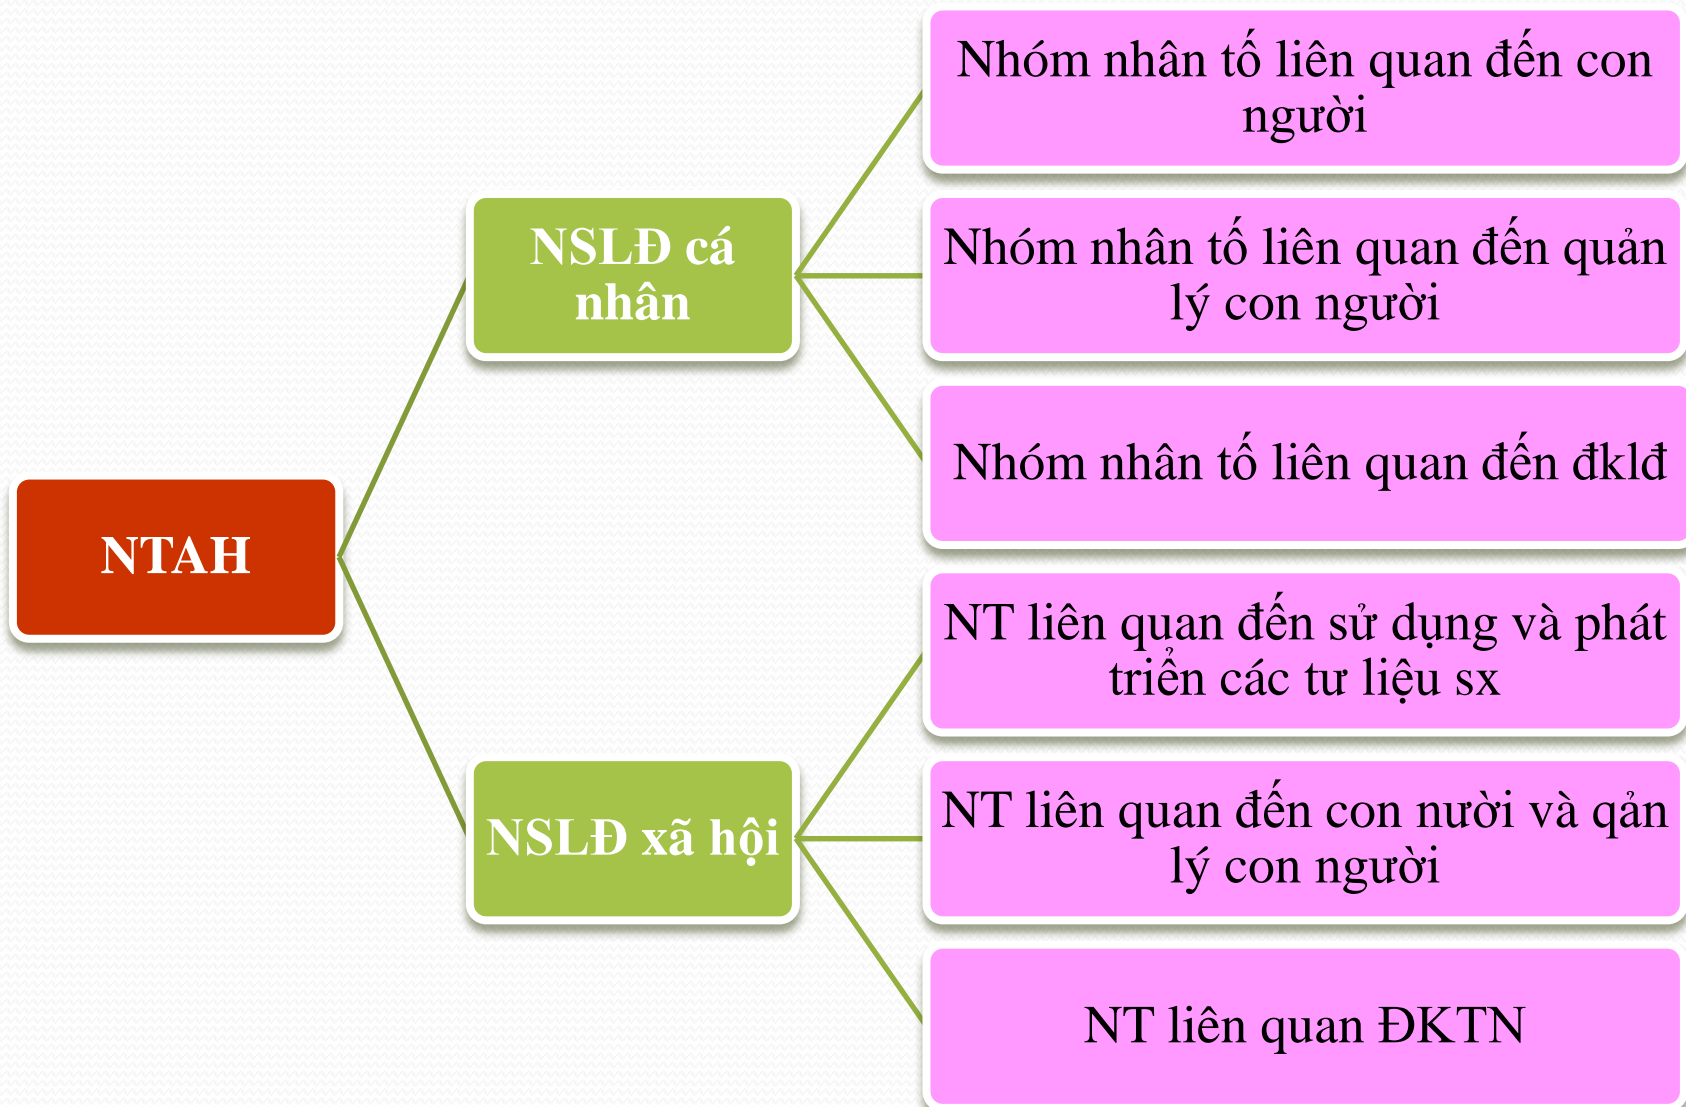 NTAH
NSLĐ cá
nhân
Nhóm nhân tố liên quan đến con
người
Nhóm nhân tố liên quan đến quản
lý con người
Nhóm nhân tố liên quan đến đklđ
NSLĐ xã hội
NT liên quan đến sử dụng và phát
triển các tư liệu sx
NT liên quan đến con nười và qản
lý con người
NT liên quan ĐKTN